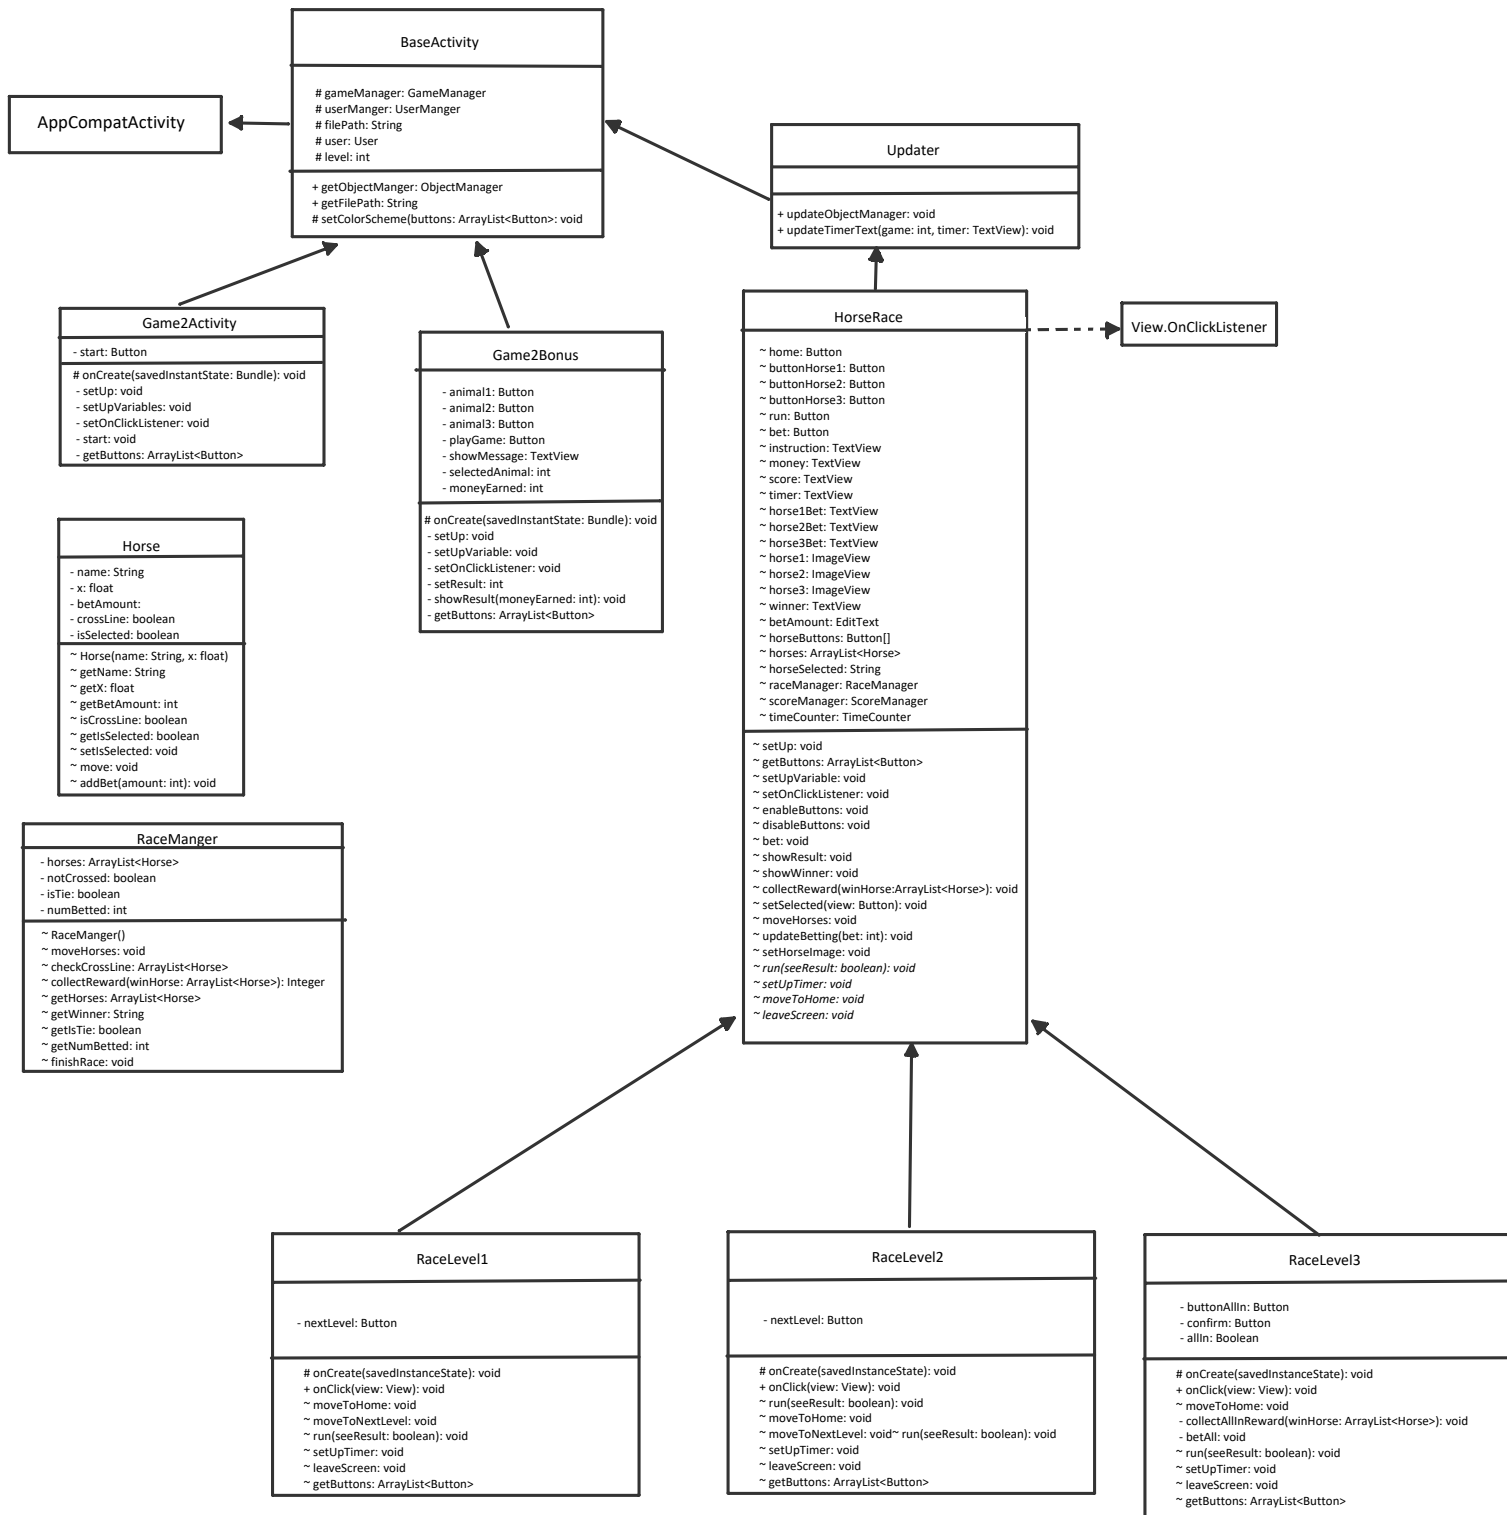 BaseActivity
# gameManager: GameManager
# userManger: UserManger
# filePath: String
# user: User
# level: int
+ getObjectManger: ObjectManager
+ getFilePath: String
# setColorScheme(buttons: ArrayList<Button>: void
AppCompatActivity
Updater
+ updateObjectManager: void
+ updateTimerText(game: int, timer: TextView): void
Game2Activity
- start: Button
# onCreate(savedInstantState: Bundle): void
- setUp: void
- setUpVariables: void
- setOnClickListener: void
- start: void
- getButtons: ArrayList<Button>
Game2Bonus
- animal1: Button
- animal2: Button
- animal3: Button
- playGame: Button
- showMessage: TextView
- selectedAnimal: int
- moneyEarned: int
# onCreate(savedInstantState: Bundle): void
- setUp: void
- setUpVariable: void
- setOnClickListener: void
- setResult: int
- showResult(moneyEarned: int): void
- getButtons: ArrayList<Button>
HorseRace
~ home: Button
~ buttonHorse1: Button
~ buttonHorse2: Button
~ buttonHorse3: Button
~ run: Button
~ bet: Button
~ instruction: TextView
~ money: TextView
~ score: TextView
~ timer: TextView
~ horse1Bet: TextView
~ horse2Bet: TextView
~ horse3Bet: TextView
~ horse1: ImageView
~ horse2: ImageView
~ horse3: ImageView
~ winner: TextView
~ betAmount: EditText
~ horseButtons: Button[]
~ horses: ArrayList<Horse>
~ horseSelected: String
~ raceManager: RaceManager
~ scoreManager: ScoreManager
~ timeCounter: TimeCounter
~ setUp: void
~ getButtons: ArrayList<Button>
~ setUpVariable: void
~ setOnClickListener: void
~ enableButtons: void
~ disableButtons: void
~ bet: void
~ showResult: void
~ showWinner: void
~ collectReward(winHorse:ArrayList<Horse>): void
~ setSelected(view: Button): void
~ moveHorses: void
~ updateBetting(bet: int): void
~ setHorseImage: void
~ run(seeResult: boolean): void
~ setUpTimer: void
~ moveToHome: void
~ leaveScreen: void
View.OnClickListener
Horse
- name: String
- x: float
- betAmount:
- crossLine: boolean
- isSelected: boolean
~ Horse(name: String, x: float)
~ getName: String
~ getX: float
~ getBetAmount: int
~ isCrossLine: boolean
~ getIsSelected: boolean
~ setIsSelected: void
~ move: void
~ addBet(amount: int): void
RaceManger
- horses: ArrayList<Horse>
- notCrossed: boolean
- isTie: boolean
- numBetted: int
~ RaceManger()
~ moveHorses: void
~ checkCrossLine: ArrayList<Horse>
~ collectReward(winHorse: ArrayList<Horse>): Integer
~ getHorses: ArrayList<Horse>
~ getWinner: String
~ getIsTie: boolean
~ getNumBetted: int
~ finishRace: void
RaceLevel1
- nextLevel: Button
# onCreate(savedInstanceState): void
+ onClick(view: View): void
~ moveToHome: void
~ moveToNextLevel: void
~ run(seeResult: boolean): void
~ setUpTimer: void
~ leaveScreen: void
~ getButtons: ArrayList<Button>
RaceLevel2
- nextLevel: Button
# onCreate(savedInstanceState): void
+ onClick(view: View): void
~ run(seeResult: boolean): void
~ moveToHome: void
~ moveToNextLevel: void~ run(seeResult: boolean): void
~ setUpTimer: void
~ leaveScreen: void
~ getButtons: ArrayList<Button>
RaceLevel3
- buttonAllIn: Button
- confirm: Button
- allIn: Boolean
# onCreate(savedInstanceState): void
+ onClick(view: View): void
~ moveToHome: void
- collectAllInReward(winHorse: ArrayList<Horse>): void
- betAll: void
~ run(seeResult: boolean): void
~ setUpTimer: void
~ leaveScreen: void
~ getButtons: ArrayList<Button>